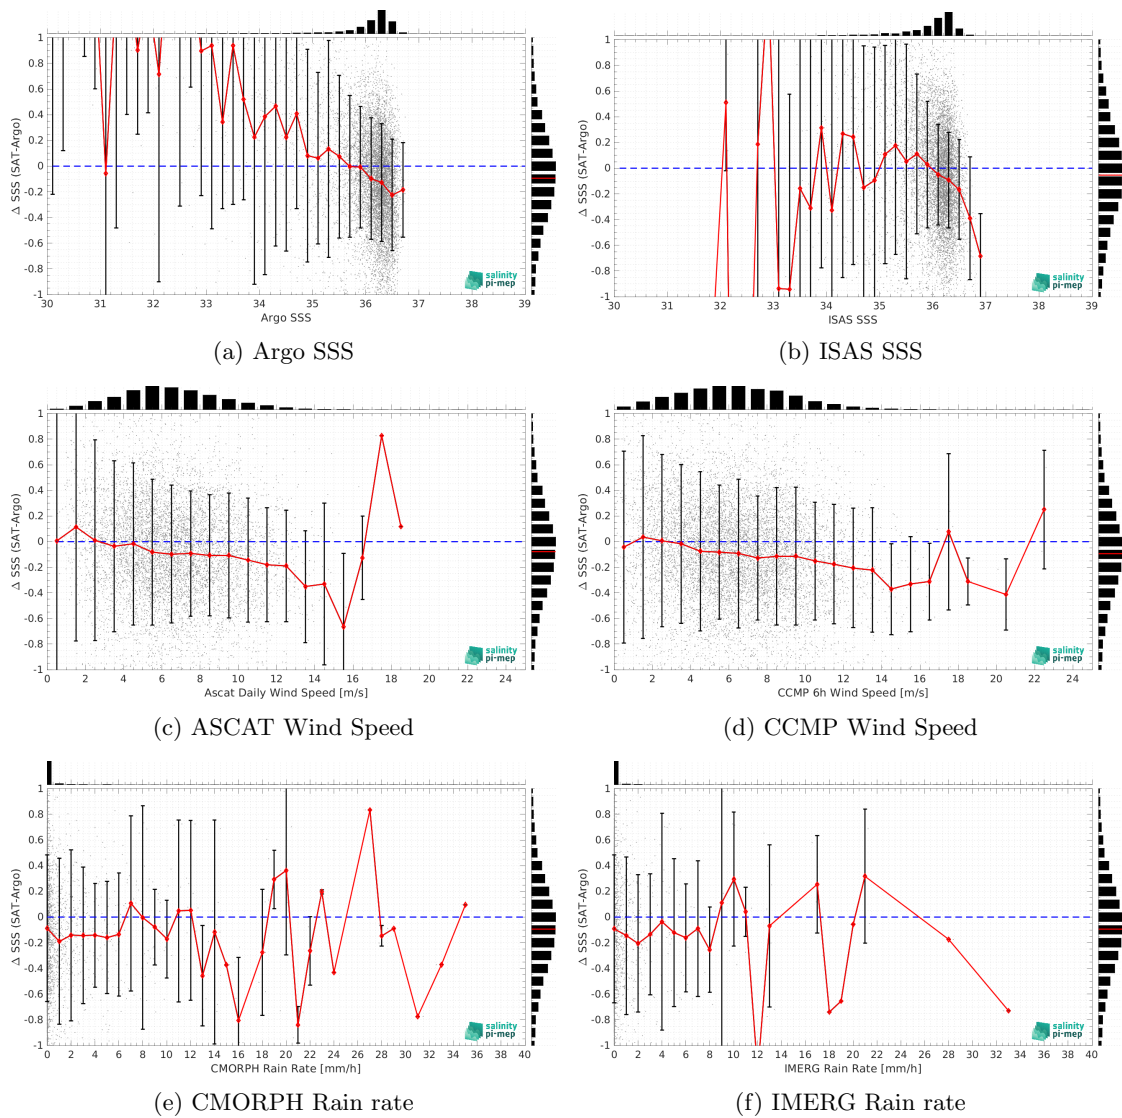 1
0.8
0.6
0.4
0.2
0
-0.2
-0.4
-0.6
-0.8
-1
Δ SSS (SAT-Argo)
30 31 32 33 34 35 36 37 38 39
Argo SSS
salinity
pi-mep
(a) Argo SSS
1
0.8
0.6
0.4
0.2
0
-0.2
-0.4
-0.6
-0.8
-1
Δ SSS (SAT-Argo)
30 31 32 33 34 35 36 37 38 39
ISAS SSS
salinity
pi-mep
(b) ISAS SSS
1
0.8
0.6
0.4
0.2
0
-0.2
-0.4
-0.6
-0.8
-1
Δ SSS (SAT-Argo)
0 2 4 6 8 10 12 14 16 18 20 22 24
Ascat Daily Wind Speed [m/s]
salinity
pi-mep
(c) ASCAT Wind Speed
1
0.8
0.6
0.4
0.2
0
-0.2
-0.4
-0.6
-0.8
-1
Δ SSS (SAT-Argo)
0 2 4 6 8 10 12 14 16 18 20 22 24
CCMP 6h Wind Speed [m/s]
salinity
pi-mep
(d) CCMP Wind Speed
1
0.8
0.6
0.4
0.2
0
-0.2
-0.4
-0.6
-0.8
-1
Δ SSS (SAT-Argo)
0 2 4 6 8 10 12 14 16 18 20 22 24 26 28 30 32 34 36 38 40
CMORPH Rain Rate [mm/h]
salinity
pi-mep
(e) CMORPH Rain rate
1
0.8
0.6
0.4
0.2
0
-0.2
-0.4
-0.6
-0.8
-1
Δ SSS (SAT-Argo)
0 2 4 6 8 10 12 14 16 18 20 22 24 26 28 30 32 34 36 38 40
IMERG Rain Rate [mm/h]
salinity
pi-mep
(f) IMERG Rain rate